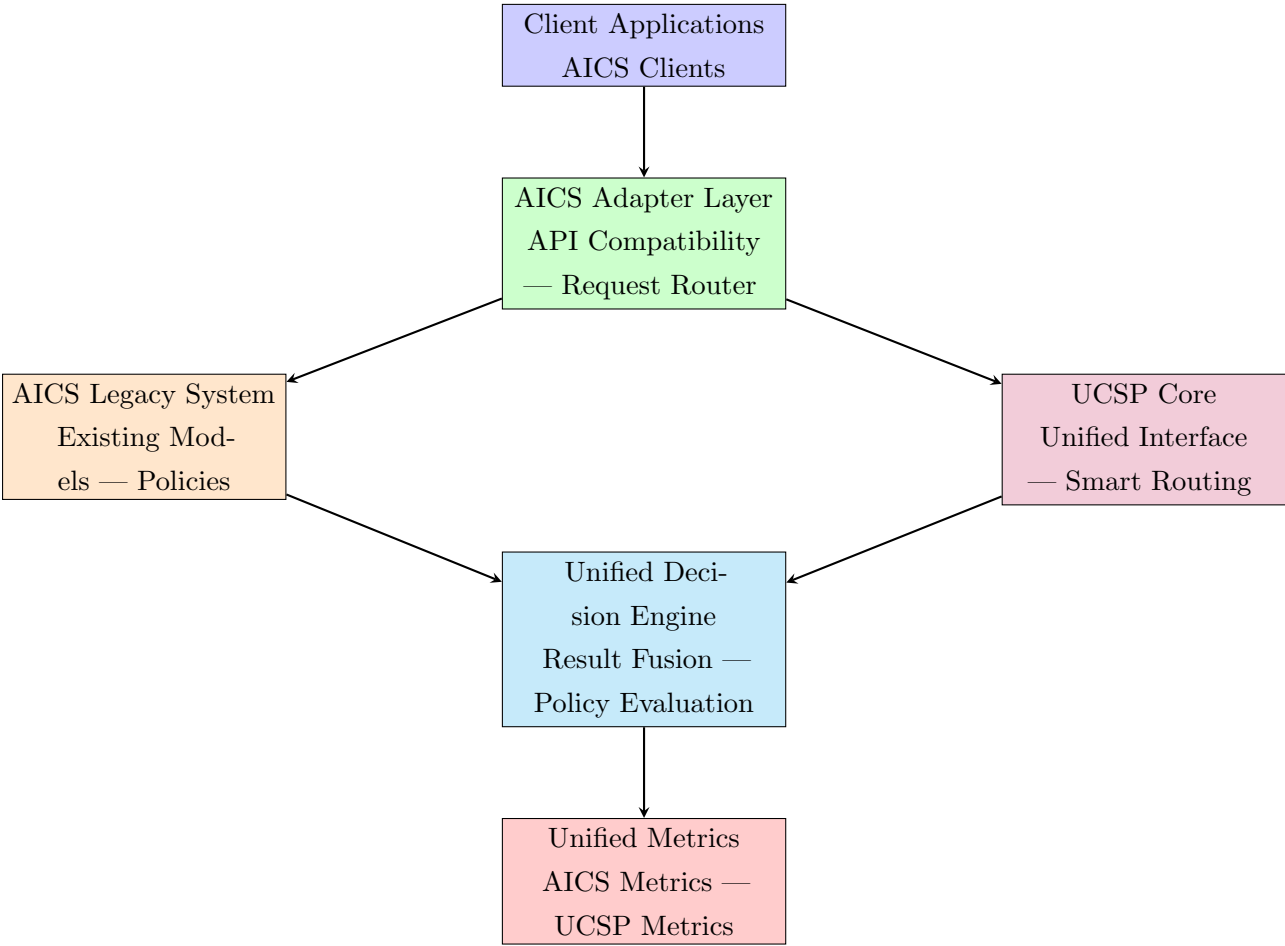 Client Applications
AICS Clients
AICS Adapter Layer
API Compatibility
— Request Router
AICS Legacy System
Existing Mod-
els — Policies
UCSP Core
Unified Interface
— Smart Routing
Unified Deci-
sion Engine
Result Fusion —
Policy Evaluation
Unified Metrics
AICS Metrics —
UCSP Metrics